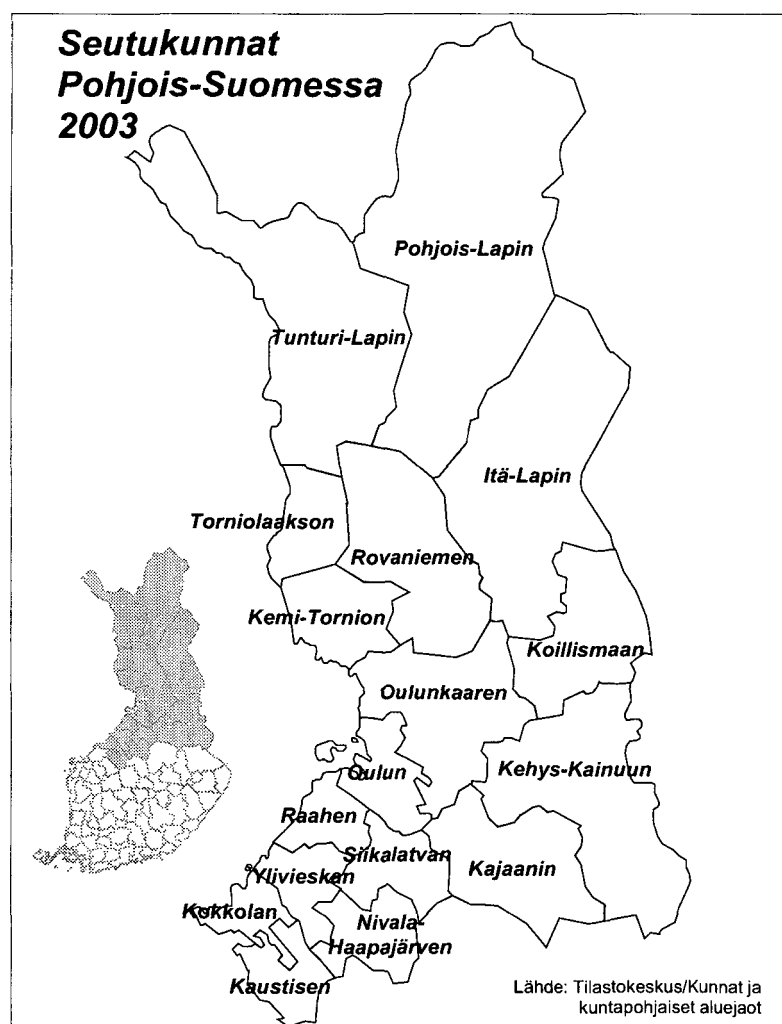 Seutukunnat
Pohjois-Suomessa
2003
Pohjois-Lapin
Tunturi-Lapin
Itä-Lapin
Torniolaakson
Rovaniemen
Kemi-Tornion
Koillismaan
Oulunkaaren
Oulun
Kehys-Kainuun
Raahen
Siikalatvan
Kajaanin
Ylivieskan
Kokkolan
Nivala-
Haapajärven
Kaustisen
Lähde: Tilastokeskus/Kunnat ja
kuntapohjaiset aluejaot